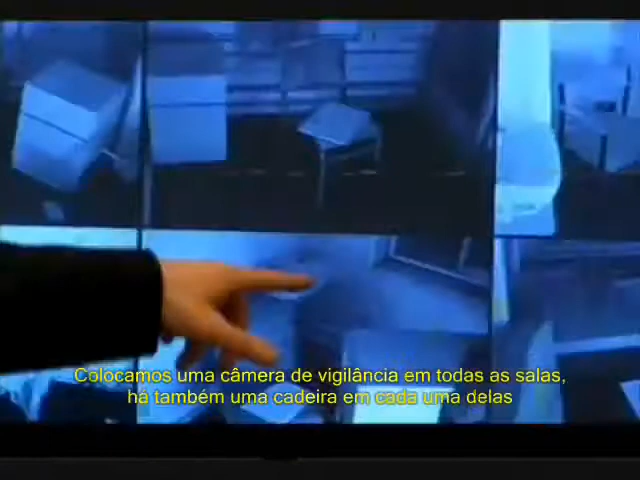 Colocamos uma câmera de vigilância em todas as salas,
há também uma cadeira em cada uma delas